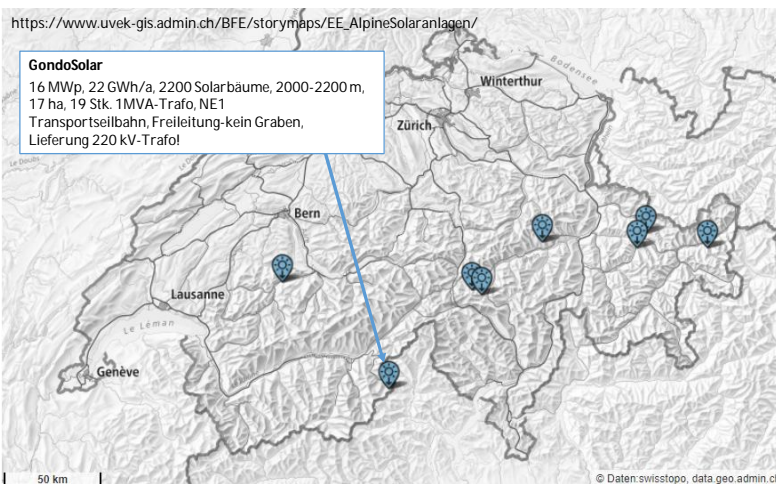 https://www.uvek-gis.admin.ch/BFE/storymaps/EE_AlpineSolaranlagen/
GondoSolar
16 MWp, 22 GWh/a, 2200 Solarbäume, 2000-2200 m,
17 ha, 19 Stk. 1MVA-Trafo, NE1
Transportseilbahn, Freileitung-kein Graben,
Lieferung 220 kV-Trafo!
Bodensee
Winterthur
Zürich
Le Doubs
Bern
Lausanne
Le Léman
Genève
50 km
© Daten:swisstopo, data.geo.admin.ch